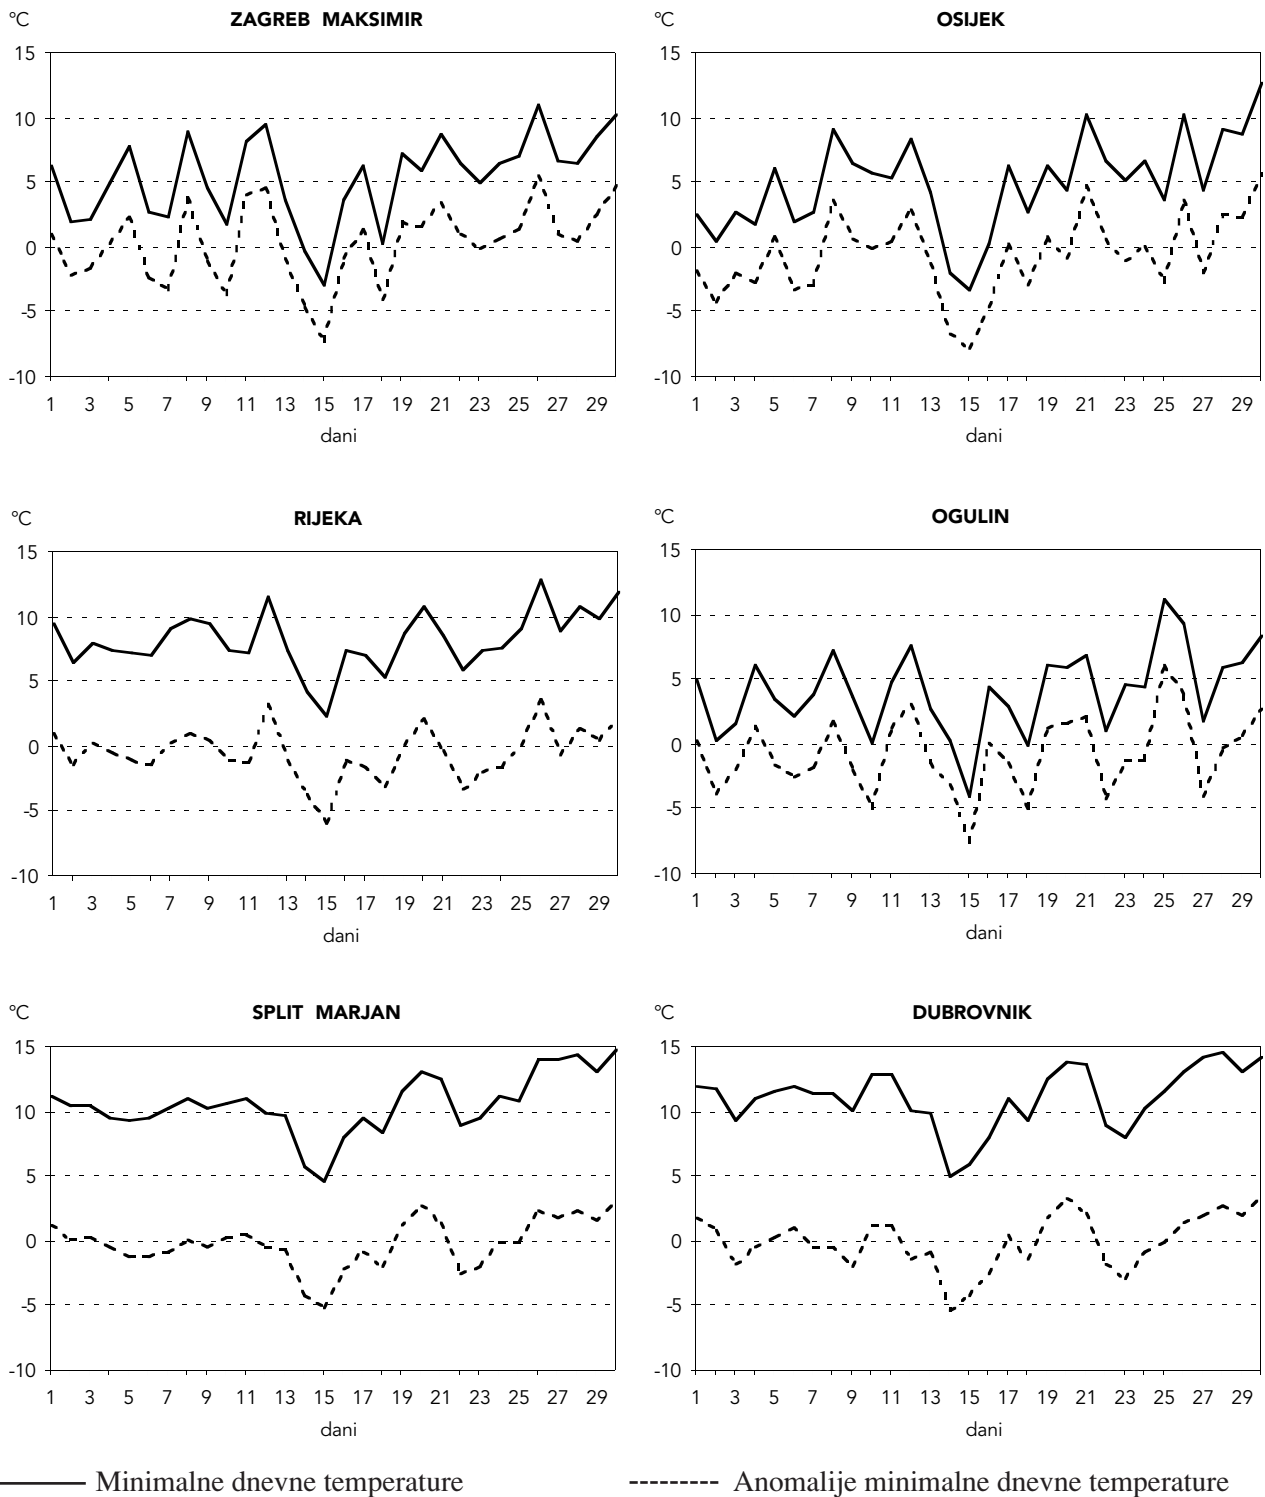 °C ZAGREB MAKSIMIR
15
10
5
0
-5
-10
1 3 5 7 9 11 13 15 17 19 21 23 25 27 29
dani
°C OSIJEK
15
10
5
0
-5
-10
1 3 5 7 9 11 13 15 17 19 21 23 25 27 29
dani
°C RIJEKA
15
10
5
0
-5
-10
1 3 5 7 9 11 13 15 17 19 21 23 25 27 29
dani
°C OGULIN
15
10
5
0
-5
-10
1 3 5 7 9 11 13 15 17 19 21 23 25 27 29
dani
°C SPLIT MARJAN
15
10
5
0
-5
-10
1 3 5 7 9 11 13 15 17 19 21 23 25 27 29
dani
°C DUBROVNIK
15
10
5
0
-5
-10
1 3 5 7 9 11 13 15 17 19 21 23 25 27 29
dani
Minimalne dnevne temperature
Anomalije minimalne dnevne temperature